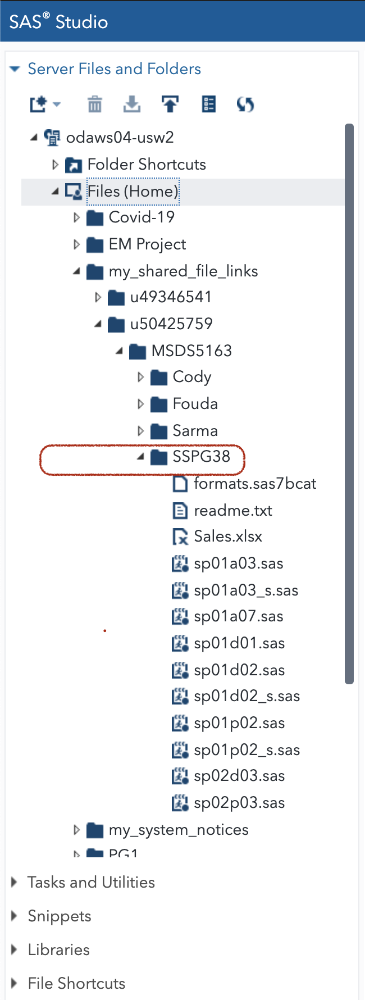 SAS® Studio
Server Files and Folders
odaws04-usw2
Folder Shortcuts
Files (Home)
Covid-19
EM Project
my_shared_file_links
u49346541
u50425759
MSDS5163
Cody
Fouda
Sarma
SSPG38
formats.sas7bcat
readme.txt
Sales.xlsx
sp01a03.sas
sp01a03_s.sas
sp01a07.sas
sp01d01.sas
sp01d02.sas
sp01d02_s.sas
sp01p02.sas
sp01p02_s.sas
sp02d03.sas
sp02p03.sas
my_system_notices
PG1
Tasks and Utilities
Snippets
Libraries
File Shortcuts